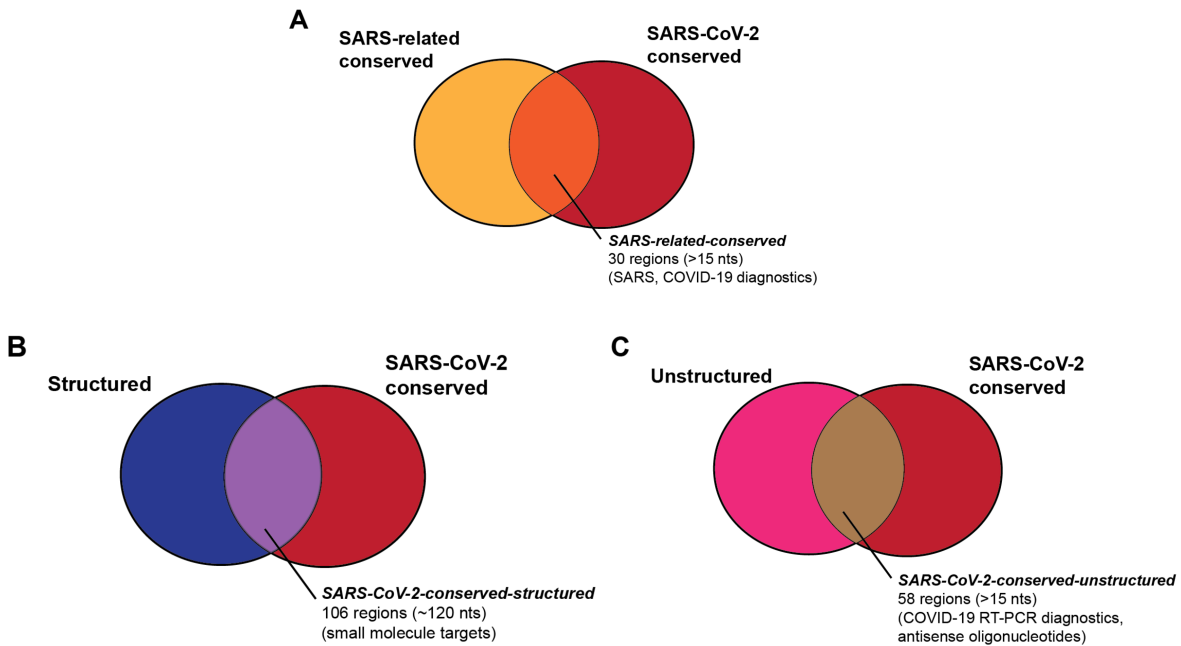 A
SARS-related
conserved
SARS-CoV-2
conserved
SARS-related-conserved
30 regions (>15 nts)
(SARS, COVID-19 diagnostics)
B
Structured
SARS-CoV-2
conserved
SARS-CoV-2-conserved-structured
106 regions (~120 nts)
(small molecule targets)
C
Unstructured
SARS-CoV-2
conserved
SARS-CoV-2-conserved-unstructured
58 regions (>15 nts)
(COVID-19 RT-PCR diagnostics,
antisense oligonucleotides)